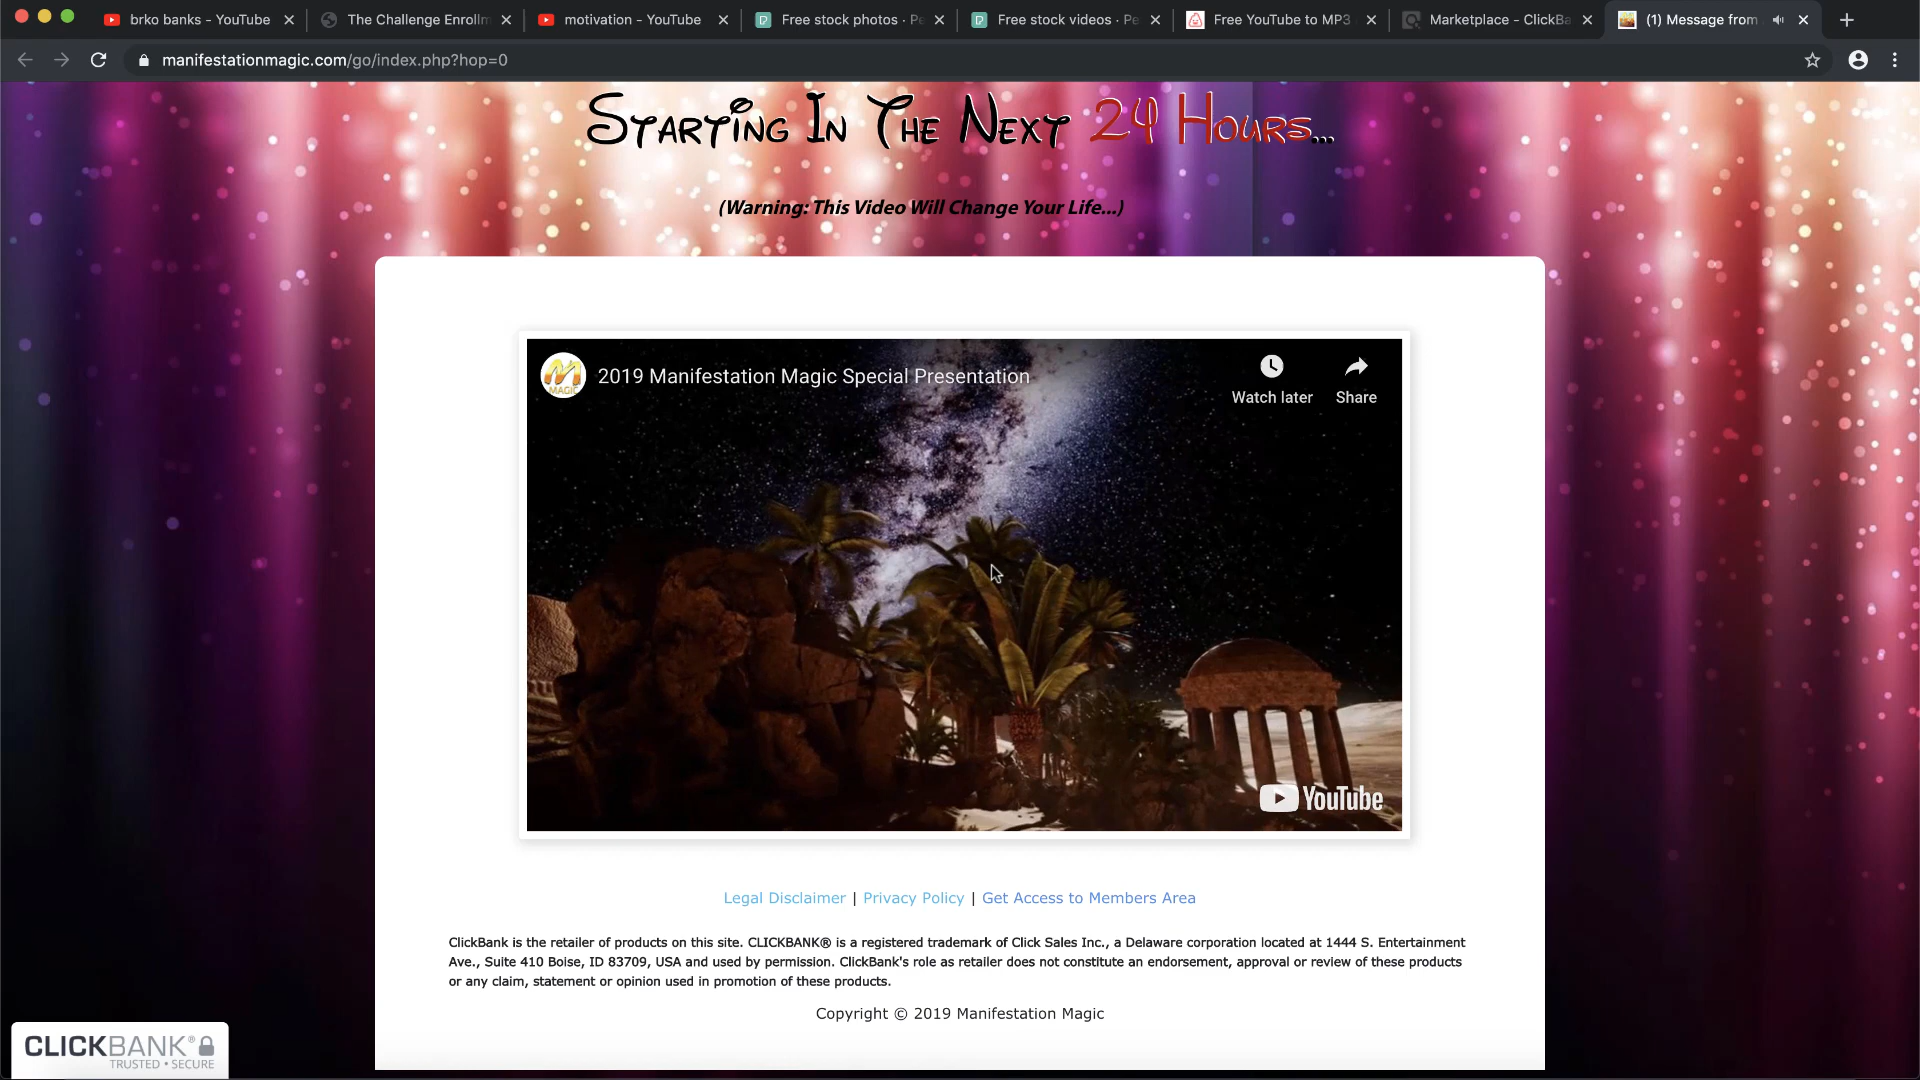 brko banks - YouTube
The Challenge Enrollm
motivation - YouTube
Free stock photos · Pe
Free stock videos · Pe
Free YouTube to MP3
Marketplace - ClickBa
(1) Message from
manifestationmagic.com/go/index.php?hop=0
Starting In The Next 24 Hours...
(Warning: This Video Will Change Your Life...)
MAGIC
2019 Manifestation Magic Special Presentation
Watch later
Share
YouTube
Legal Disclaimer | Privacy Policy | Get Access to Members Area
ClickBank is the retailer of products on this site. CLICKBANK® is a registered trademark of Click Sales Inc., a Delaware corporation located at 1444 S. Entertainment
Ave., Suite 410 Boise, ID 83709, USA and used by permission. ClickBank's role as retailer does not constitute an endorsement, approval or review of these products
or any claim, statement or opinion used in promotion of these products.
Copyright © 2019 Manifestation Magic
CLICKBANK®
TRUSTED • SECURE